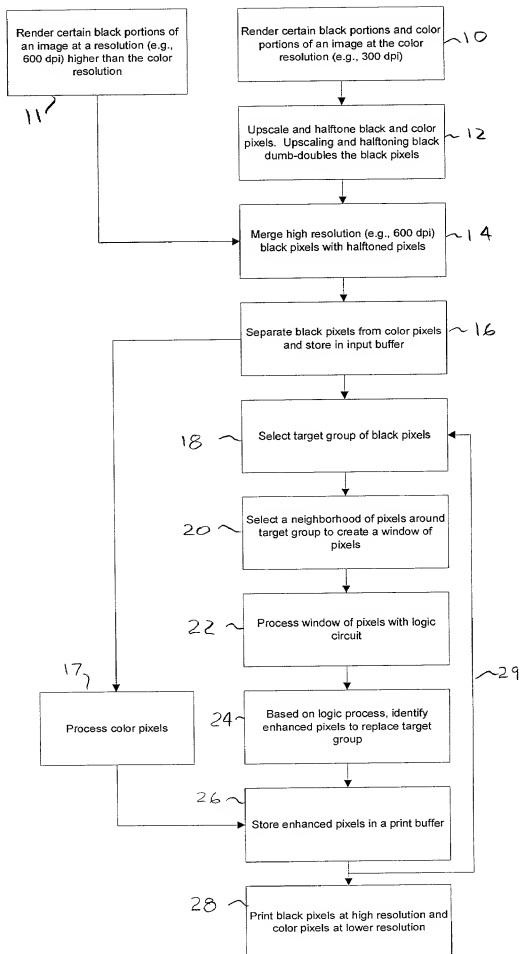 Render certain black portions of
an image at a resolution (e.g.,
600 dpi) higher than the color
resolution
11
Render certain black portions and color
portions of an image at the color
resolution (e.g., 300 dpi)
10
Upscale and halftone black and color
pixels. Upscaling and halftoning black
dumb-doubles the black pixels
12
Merge high resolution (e.g., 600 dpi)
black pixels with halftoned pixels
14
Separate black pixels from color pixels
and store in input buffer
16
18
Select target group of black pixels
20
Select a neighborhood of pixels around
target group to create a window of
pixels
22
Process window of pixels with logic
circuit
29
17
Process color pixels
24
Based on logic process, identify
enhanced pixels to replace target
group
26
Store enhanced pixels in a print buffer
28
Print black pixels at high resolution and
color pixels at lower resolution